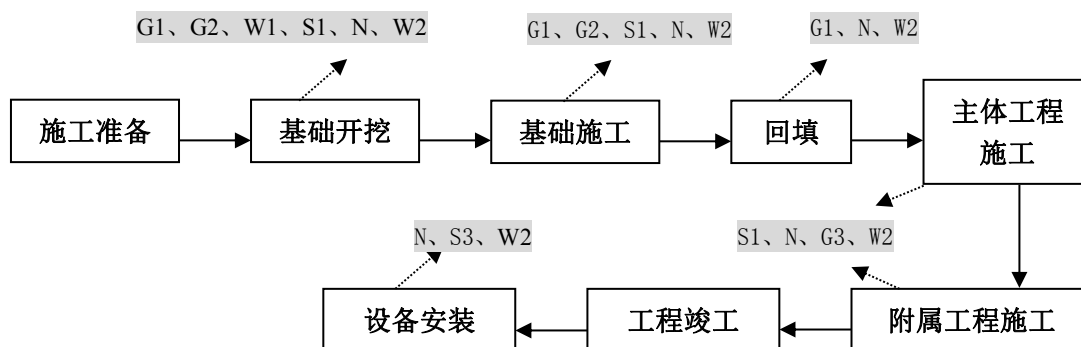 G1、G2、W1、S1、N、W2
G1、G2、S1、N、W2
G1、N、W2
施工准备
基础开挖
基础施工
回填
主体工程
施工
N、S3、W2
S1、N、G3、W2
设备安装
工程竣工
附属工程施工